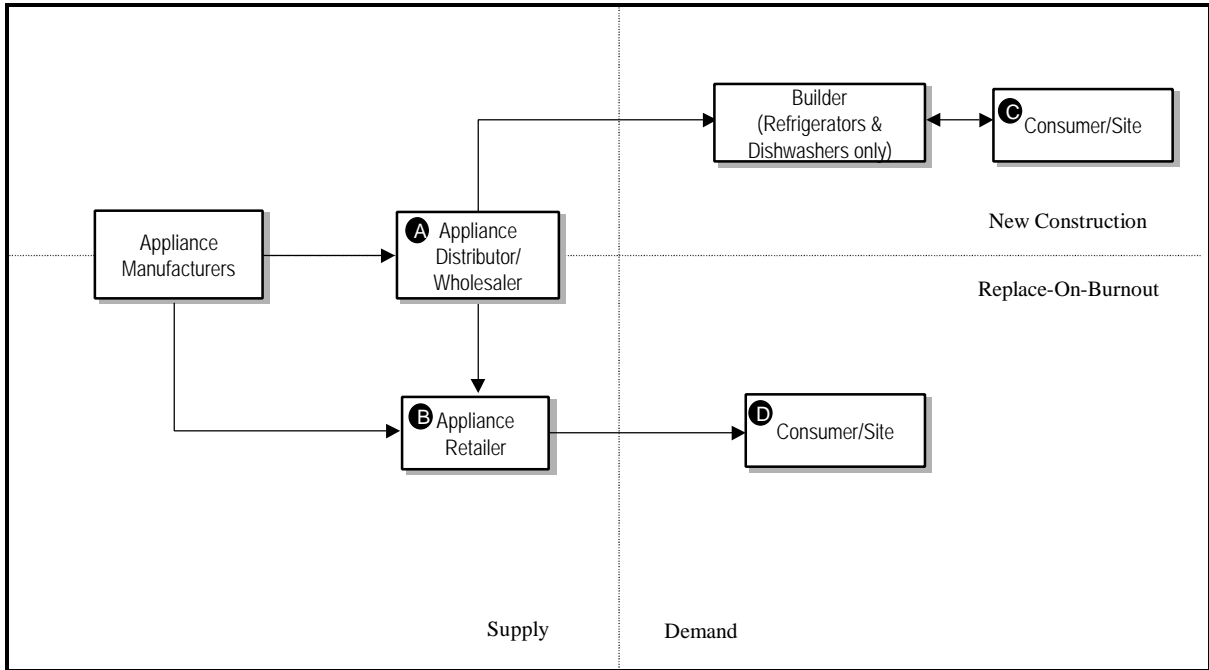 Builder
(Refrigerators &
Dishwashers only)
C
Consumer/Site
New Construction
Appliance
Manufacturers
A
Appliance
Distributor/
Wholesaler
Replace-On-Burnout
B
Appliance
Retailer
D
Consumer/Site
Supply
Demand